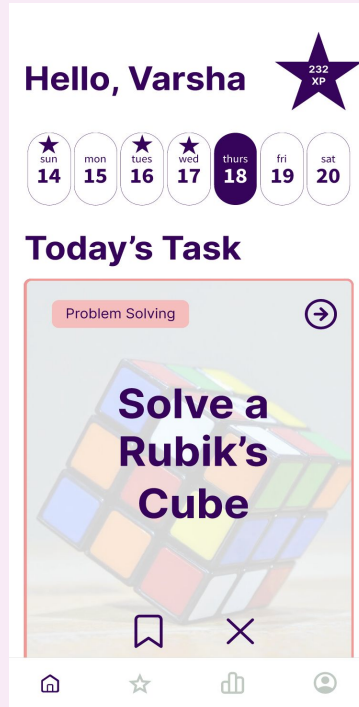 Hello, Varsha
232
XP
sun mon tues wed thurs fri sat
14 15 16 17 18 19 20
Today’s Task
Problem Solving
Solve a
Rubik’s
Cube